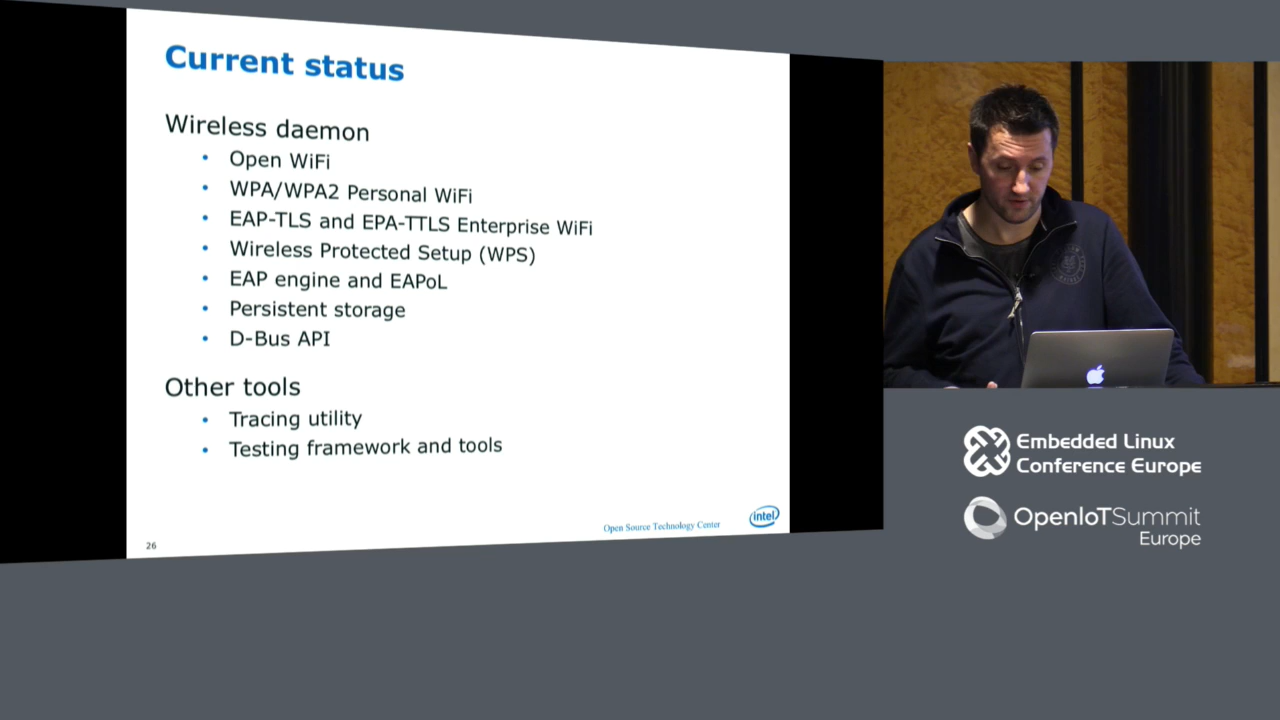 Current status
Wireless daemon
• Open WiFi
• WPA/WPA2 Personal WiFi
• EAP-TLS and EPA-TTLS Enterprise WiFi
• Wireless Protected Setup (WPS)
• EAP engine and EAPoL
• Persistent storage
• D-Bus API
Other tools
• Tracing utility
• Testing framework and tools
Open Source Technology Center
intel
26
Embedded Linux
Conference Europe
OpenIoTSummit
Europe